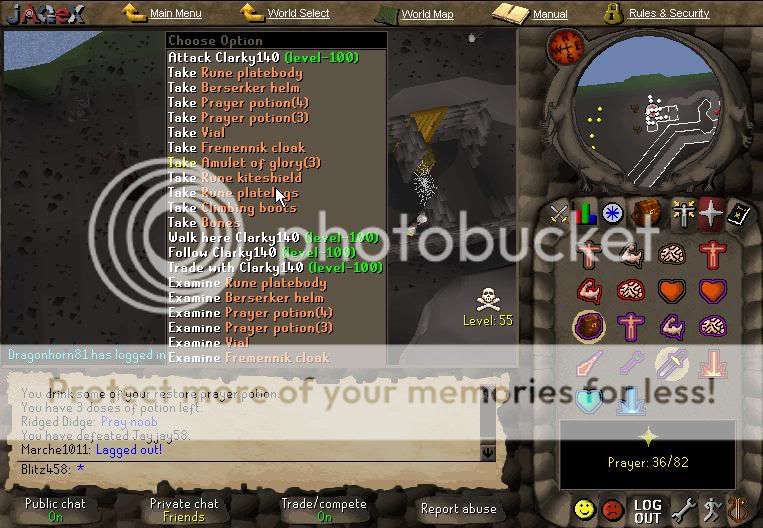 JAGEX
Main Menu
World Select
World Map
Manual
Rules & Security
Choose Option
Attack Clarky140 (level-100)
Take Rune platebody
Take Berserker helm
Take Prayer potion(4)
Take Prayer potion(3)
Take Vial
Take Fremennik cloak
Take Amulet of glory(3)
Take Rune kiteshield
Take Rune platelegs
Take Climbing boots
Take Bones
Walk here Clarky140 (level-100)
Follow Clarky140 (level-100)
Trade with Clarky140 (level-100)
Examine Rune platebody
Examine Berserker helm
Examine Prayer potion(4)
Examine Prayer potion(3)
Examine Vial
Examine Fremennik cloak
Level: 55
Dragonhorn81 has logged in
photobucket
Protect more of your memories for less!
You drink some of your restore prayer potion.
You have 3 doses of potion left.
Ridged Didge: Pray noob
You have defeated Jayjay58.
Marche1011: Lagged out!
Blitz458: *
Prayer: 36/82
Public chat
On
Private chat
Friends
Trade/compete
On
Report abuse
LOG
OUT